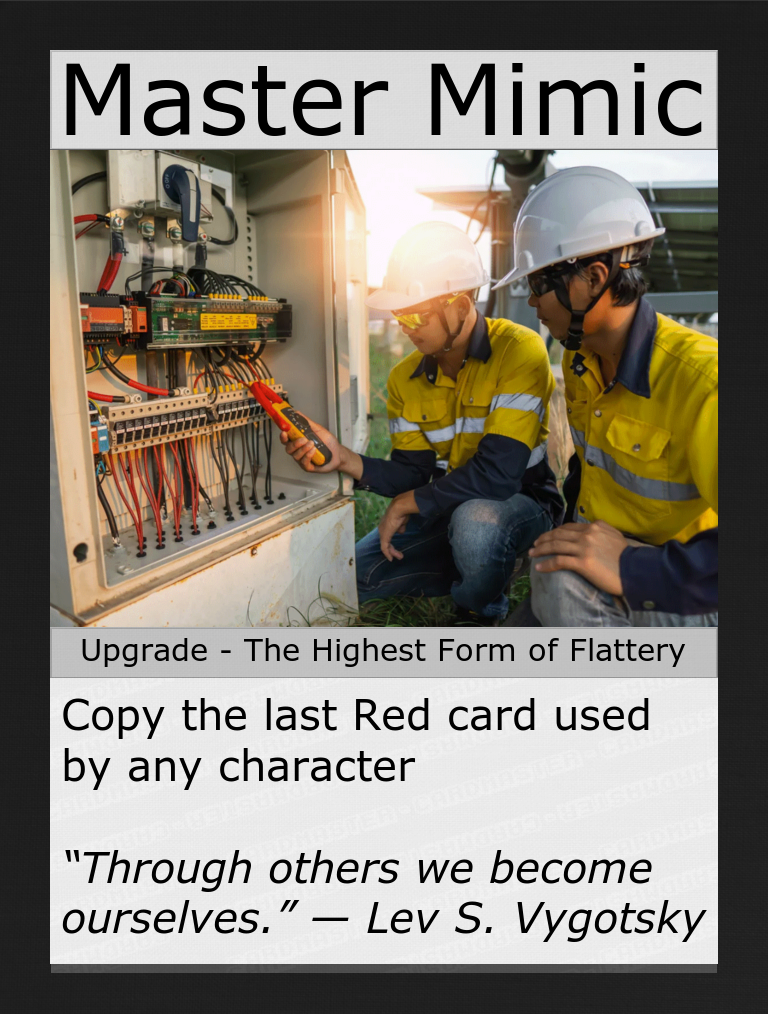 Master Mimic
Upgrade - The Highest Form of Flattery
Copy the last Red card used
by any character
“Through others we become
ourselves.” — Lev S. Vygotsky